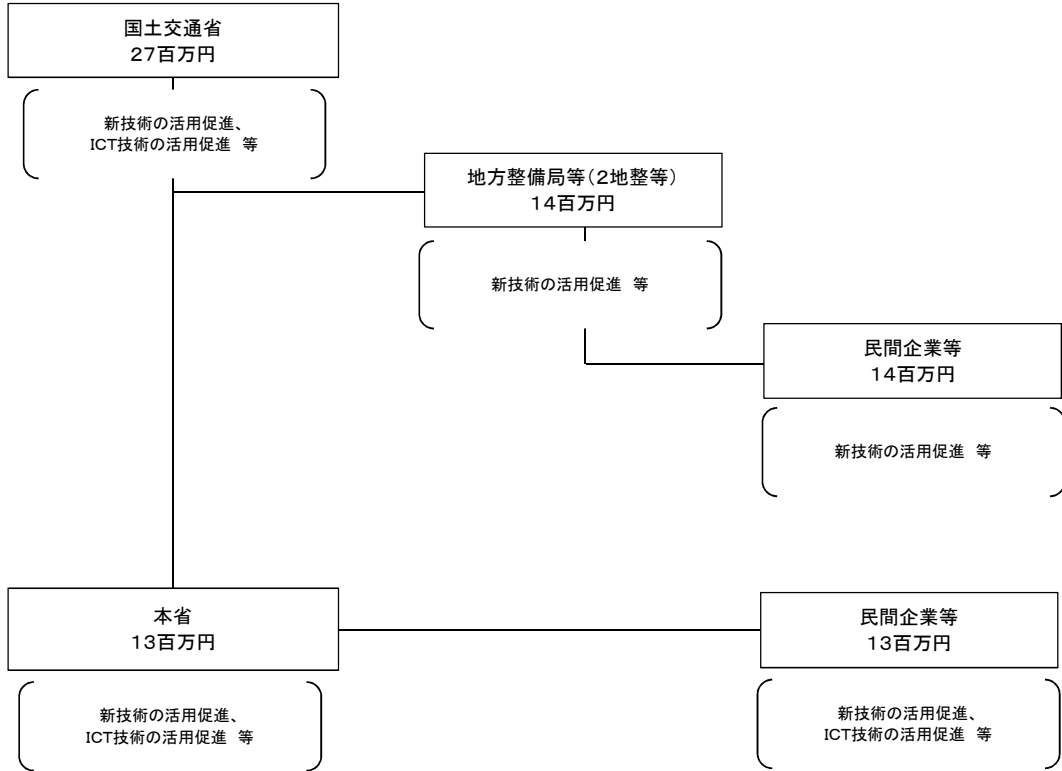 国土交通省
27百万円
新技術の活用促進、
ICT技術の活用促進　等
地方整備局等（2地整等）
14百万円
新技術の活用促進　等
民間企業等
14百万円
新技術の活用促進　等
本省
13百万円
新技術の活用促進、
ICT技術の活用促進　等
民間企業等
13百万円
新技術の活用促進、
ICT技術の活用促進　等